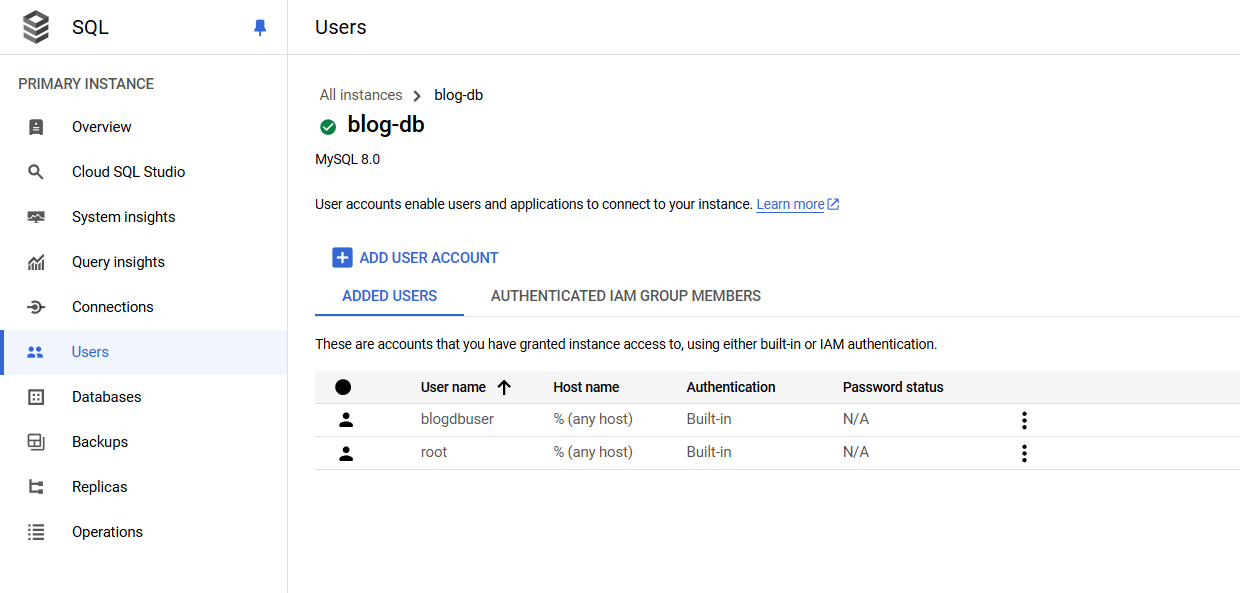 SQL
Users
PRIMARY INSTANCE
Overview
Cloud SQL Studio
System insights
Query insights
Connections
Users
Databases
Backups
Replicas
Operations
All instances blog-db
blog-db
MySQL 8.0
User accounts enable users and applications to connect to your instance. Learn more
ADD USER ACCOUNT
ADDED USERS AUTHENTICATED IAM GROUP MEMBERS
These are accounts that you have granted instance access to, using either built-in or IAM authentication.
User name Host name Authentication Password status
blogdbuser % (any host) Built-in N/A
root % (any host) Built-in N/A